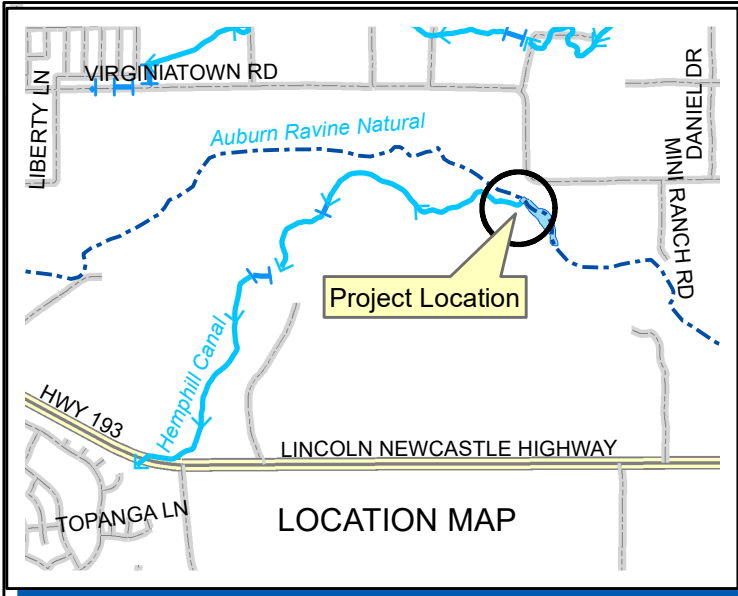 VIRGINIATOWN RD
LIBERTY LN
DANIEL DR
Auburn Ravine Natural
MINI RANCH RD
Project Location
Hemphill Canal
HWY 193
LINCOLN NEWCASTLE HIGHWAY
TOPANGA LN
LOCATION MAP